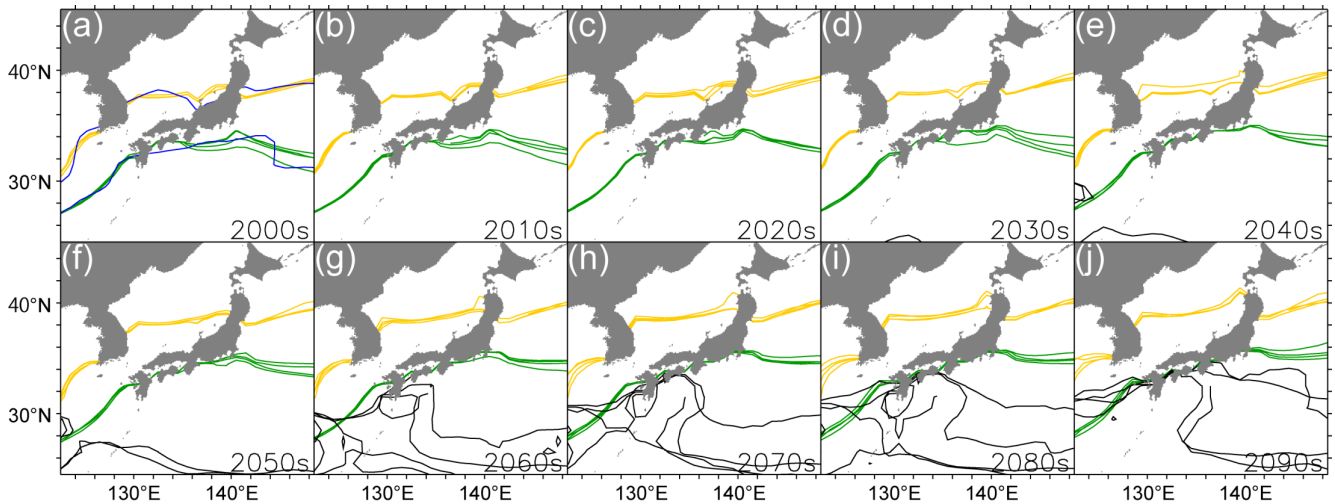 (a) (b) (c) (d) (e)
40°N
30°N
2000s 2010s 2020s 2030s 2040s
(f) (g) (h) (i) (j)
40°N
30°N
2050s 2060s 2070s 2080s 2090s
130°E 140°E 130°E 140°E 130°E 140°E 130°E 140°E 130°E 140°E